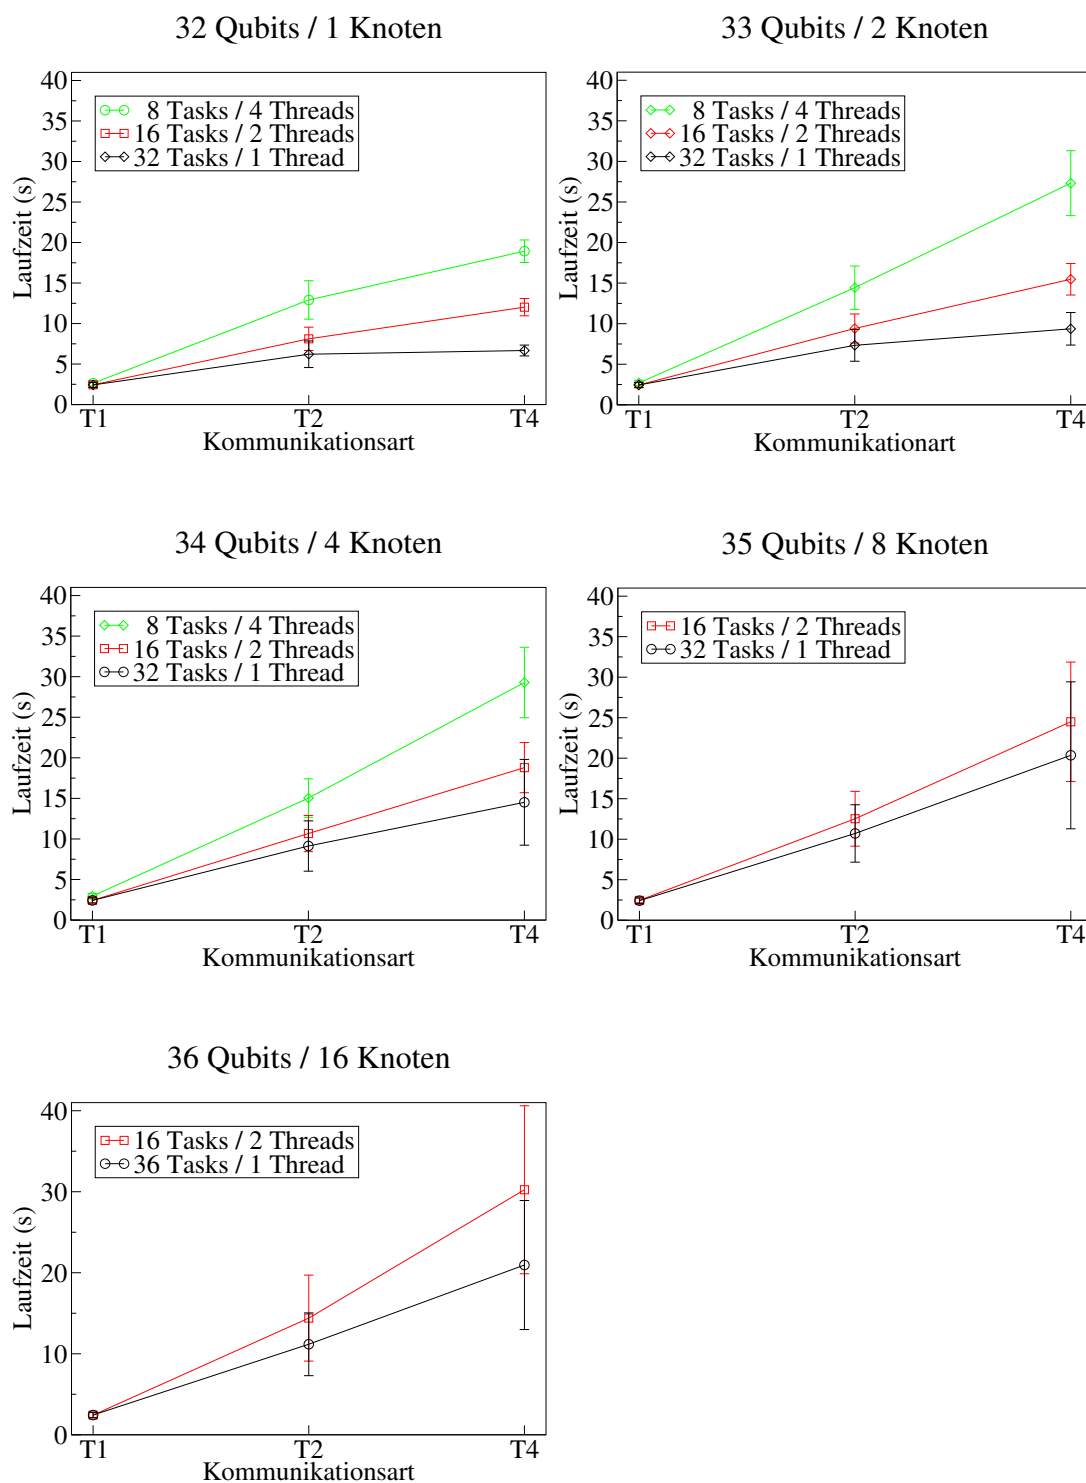 32 Qubits / 1 Knoten
40
35
30
25
20
15
10
5
0
Laufzeit (s)
8 Tasks / 4 Threads
16 Tasks / 2 Threads
32 Tasks / 1 Thread
T1 T2 T4
Kommunikationsart
33 Qubits / 2 Knoten
40
35
30
25
20
15
10
5
0
Laufzeit (s)
8 Tasks / 4 Threads
16 Tasks / 2 Threads
32 Tasks / 1 Threads
T1 T2 T4
Kommunikationsart
34 Qubits / 4 Knoten
40
35
30
25
20
15
10
5
0
Laufzeit (s)
8 Tasks / 4 Threads
16 Tasks / 2 Threads
32 Tasks / 1 Thread
T1 T2 T4
Kommunikationsart
35 Qubits / 8 Knoten
40
35
30
25
20
15
10
5
0
Laufzeit (s)
16 Tasks / 2 Threads
32 Tasks / 1 Thread
T1 T2 T4
Kommunikationsart
36 Qubits / 16 Knoten
40
30
20
10
0
Laufzeit (s)
16 Tasks / 2 Threads
36 Tasks / 1 Thread
T1 T2 T4
Kommunikationsart